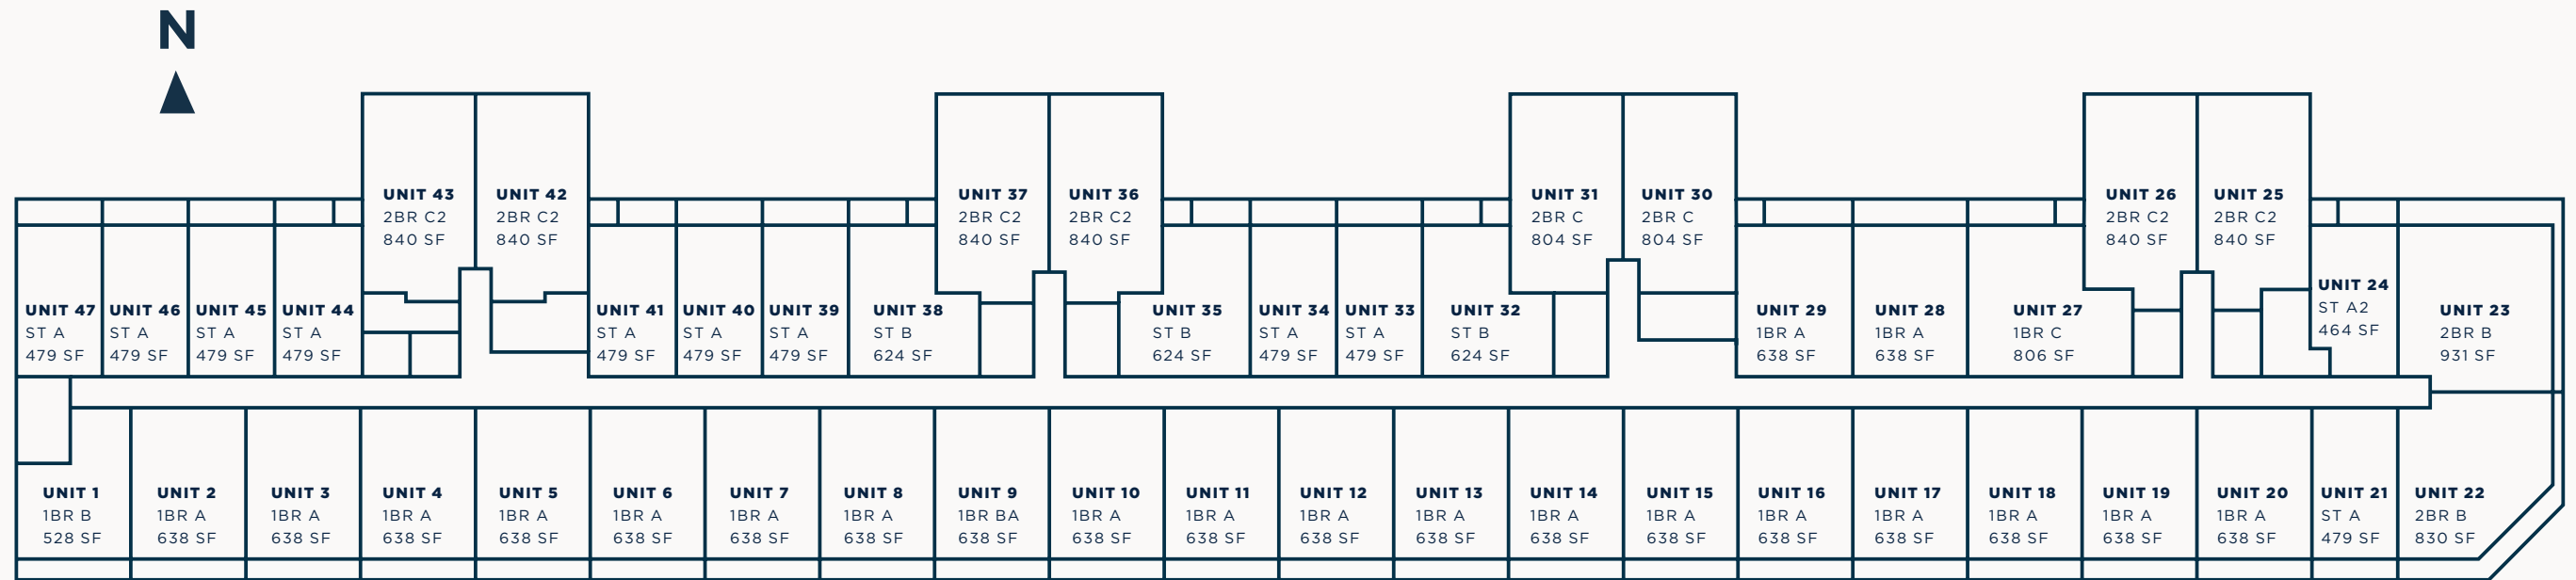 N
UNIT 43
2BR C2
840 SF
UNIT 42
2BR C2
840 SF
UNIT 37
2BR C2
840 SF
UNIT 36
2BR C2
840 SF
UNIT 31
2BR C
804 SF
UNIT 30
2BR C
804 SF
UNIT 26
2BR C2
840 SF
UNIT 25
2BR C2
840 SF
UNIT 47
ST A
479 SF
UNIT 46
ST A
479 SF
UNIT 45
ST A
479 SF
UNIT 44
ST A
479 SF
UNIT 41
ST A
479 SF
UNIT 40
ST A
479 SF
UNIT 39
ST A
479 SF
UNIT 38
ST B
624 SF
UNIT 35
ST B
624 SF
UNIT 34
ST A
479 SF
UNIT 33
ST A
479 SF
UNIT 32
ST B
624 SF
UNIT 29
1BR A
638 SF
UNIT 28
1BR A
638 SF
UNIT 27
1BR C
806 SF
UNIT 24
ST A2
464 SF
UNIT 23
2BR B
931 SF
UNIT 1
1BR B
528 SF
UNIT 2
1BR A
638 SF
UNIT 3
1BR A
638 SF
UNIT 4
1BR A
638 SF
UNIT 5
1BR A
638 SF
UNIT 6
1BR A
638 SF
UNIT 7
1BR A
638 SF
UNIT 8
1BR A
638 SF
UNIT 9
1BR BA
638 SF
UNIT 10
1BR A
638 SF
UNIT 11
1BR A
638 SF
UNIT 12
1BR A
638 SF
UNIT 13
1BR A
638 SF
UNIT 14
1BR A
638 SF
UNIT 15
1BR A
638 SF
UNIT 16
1BR A
638 SF
UNIT 17
1BR A
638 SF
UNIT 18
1BR A
638 SF
UNIT 19
1BR A
638 SF
UNIT 20
1BR A
638 SF
UNIT 21
ST A
479 SF
UNIT 22
2BR B
830 SF